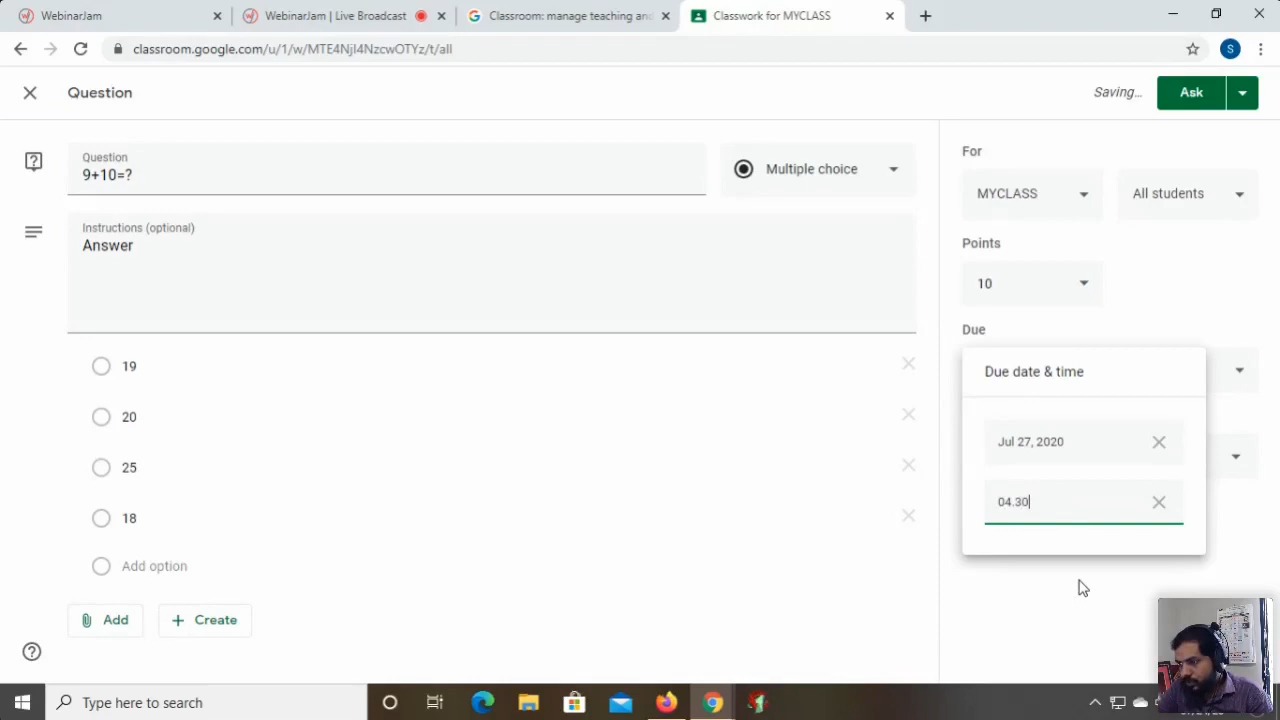 WebinarJam
WebinarJam | Live Broadcast
Classroom: manage teaching and
Classwork for MYCLASS
classroom.google.com/u/1/w/MTE4NjI4NzcwOTYz/t/all
S
Question
Saving...
Ask
Question
9+10=?
Multiple choice
Instructions (optional)
Answer
19
20
25
18
Add option
Add
Create
For
MYCLASS
All students
Points
10
Due
Due date & time
Jul 27, 2020
04.30
Type here to search